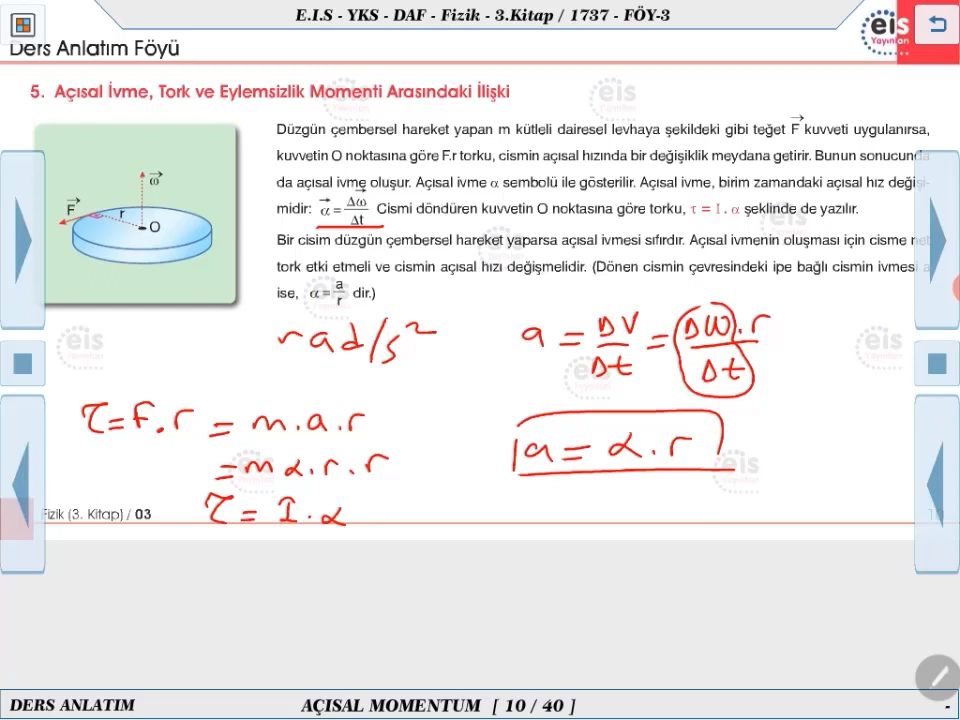 E.I.S - YKS - DAF - Fizik - 3.Kitap / 1737 - FÖY-3
eis
Yayınları
Ders Anlatım Föyü
5. Açısal İvme, Tork ve Eylemsizlik Momenti Arasındaki İlişki
F
r
ω
O
Düzgün çembersel hareket yapan m kütleli dairesel levhaya şekildeki gibi teğet F kuvveti uygulanırsa,
kuvvetin O noktasına göre F.r torku, cismin açısal hızında bir değişiklik meydana getirir. Bunun sonucunda
da açısal ivme oluşur. Açısal ivme α sembolü ile gösterilir. Açısal ivme, birim zamandaki açısal hız değişi-
midir: α = Δω/Δt Cismi döndüren kuvvetin O noktasına göre torku, τ = I . α şeklinde de yazılır.
Bir cisim düzgün çembersel hareket yaparsa açısal ivmesi sıfırdır. Açısal ivmenin oluşması için cisme net
tork etki etmeli ve cismin açısal hızı değişmelidir. (Dönen cismin çevresindeki ipe bağlı cismin ivmesi a
ise, α = a/r dir.)
rad/s²
a = ΔV/Δt = Δω.r/Δt
τ = F.r = m.a.r
= m α.r.r
τ = I.α
a = α.r
Fizik (3. Kitap) / 03
DERS ANLATIM
AÇISAL MOMENTUM [ 10 / 40 ]
-